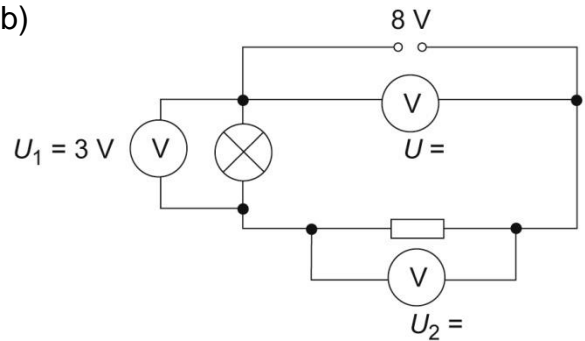 b)
8 V
V
U =
U₁ = 3 V
V
V
U₂ =